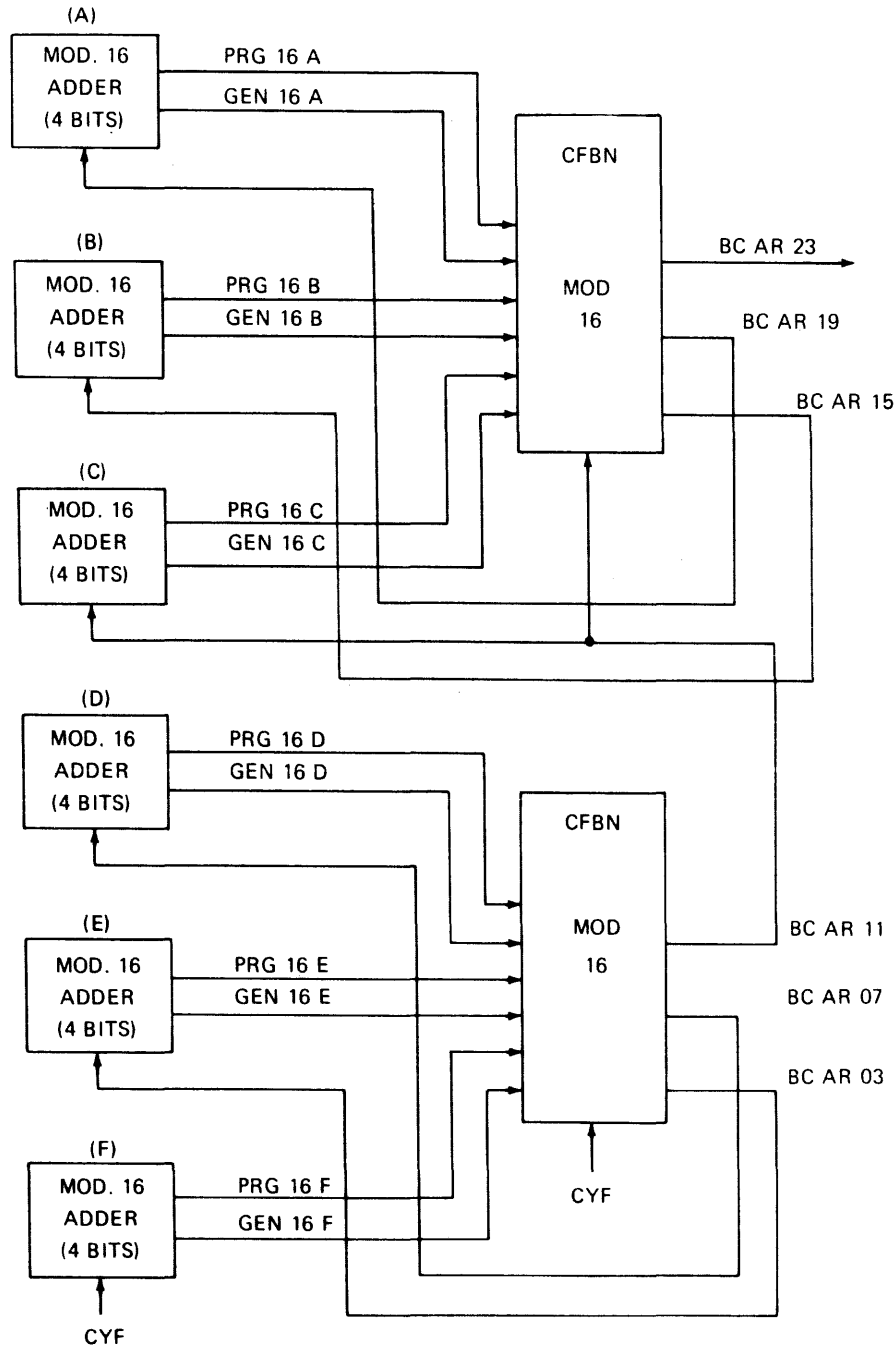 (A)
MOD. 16
ADDER
(4 BITS)
PRG 16 A
GEN 16 A
CFBN
MOD
16
BC AR 23
BC AR 19
BC AR 15
(B)
MOD. 16
ADDER
(4 BITS)
PRG 16 B
GEN 16 B
(C)
MOD. 16
ADDER
(4 BITS)
PRG 16 C
GEN 16 C
(D)
MOD. 16
ADDER
(4 BITS)
PRG 16 D
GEN 16 D
CFBN
MOD
16
BC AR 11
BC AR 07
BC AR 03
CYF
(E)
MOD. 16
ADDER
(4 BITS)
PRG 16 E
GEN 16 E
(F)
MOD. 16
ADDER
(4 BITS)
PRG 16 F
GEN 16 F
CYF